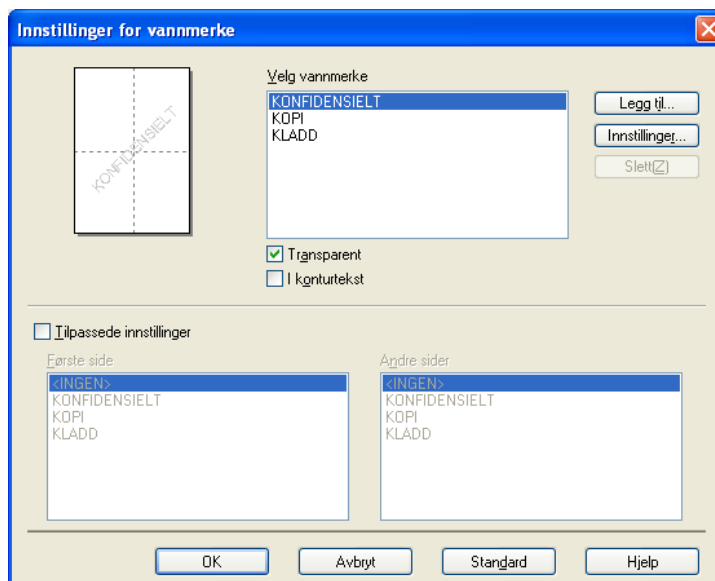 Innstillinger for vannmerke
KONFIDENSIELT
Velg vannmerke
KONFIDENSIELT
KOPI
KLADD
Legg til...
Innstillinger...
Slett(Z)
Transparent
I konturtekst
Tilpassede innstillinger
Første side
<INGEN>
KONFIDENSIELT
KOPI
KLADD
Andre sider
<INGEN>
KONFIDENSIELT
KOPI
KLADD
OK
Avbryt
Standard
Hjelp